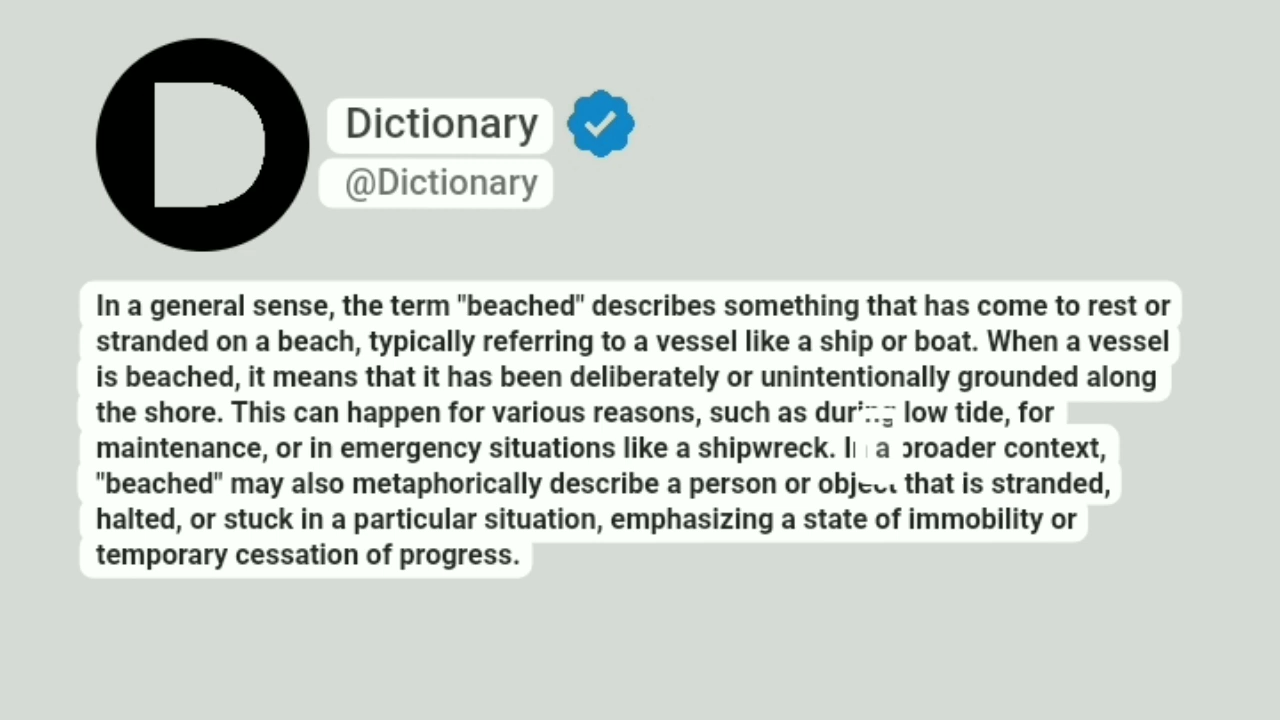 Dictionary
@Dictionary
In a general sense, the term "beached" describes something that has come to rest or
stranded on a beach, typically referring to a vessel like a ship or boat. When a vessel
is beached, it means that it has been deliberately or unintentionally grounded along
the shore. This can happen for various reasons, such as during low tide, for
maintenance, or in emergency situations like a shipwreck. In a broader context,
"beached" may also metaphorically describe a person or object that is stranded,
halted, or stuck in a particular situation, emphasizing a state of immobility or
temporary cessation of progress.